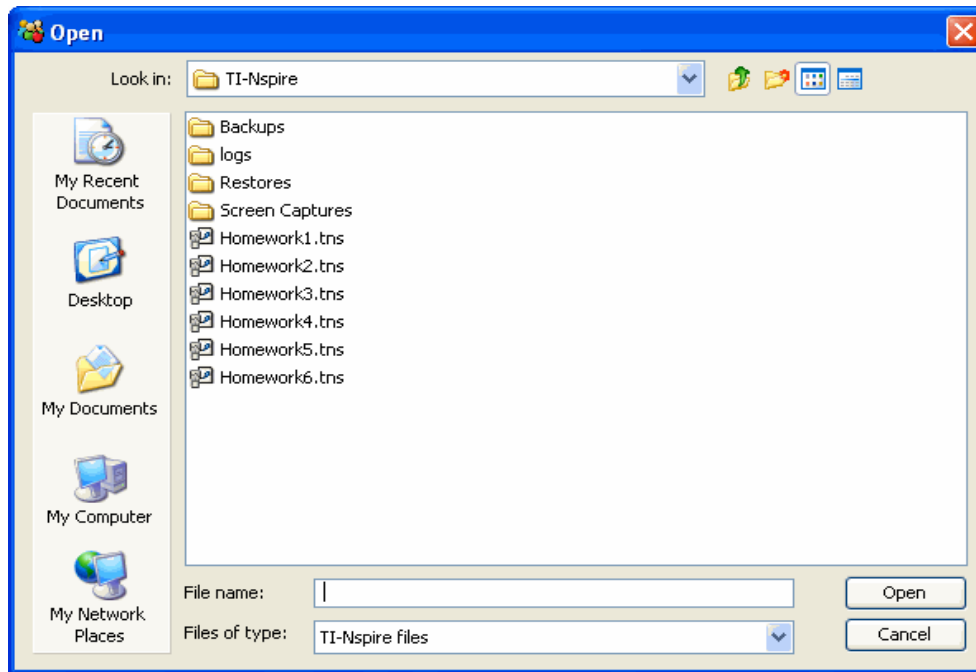 Open
Look in:
TI-Nspire
My Recent
Documents
Desktop
My Documents
My Computer
My Network
Places
Backups
logs
Restores
Screen Captures
Homework1.tns
Homework2.tns
Homework3.tns
Homework4.tns
Homework5.tns
Homework6.tns
File name:
Open
Files of type:
TI-Nspire files
Cancel